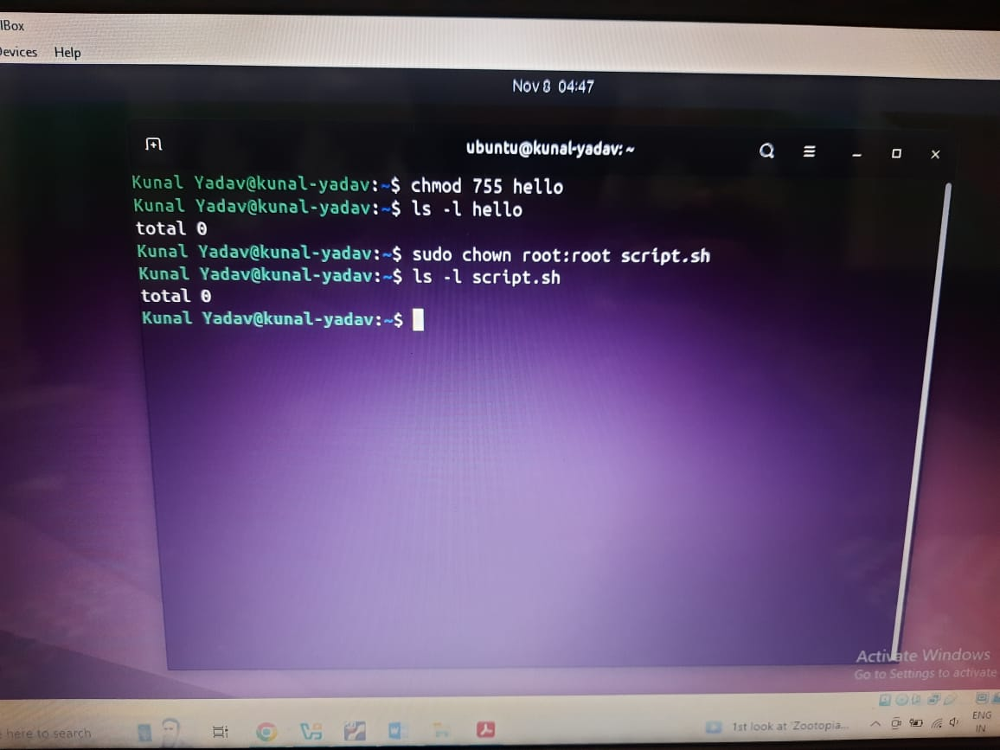 Devices Help
Nov 8 04:47
ubuntu@kunal-yadav: ~
Kunal Yadav@kunal-yadav:~$ chmod 755 hello
Kunal Yadav@kunal-yadav:~$ ls -l hello
total 0
Kunal Yadav@kunal-yadav:~$ sudo chown root:root script.sh
Kunal Yadav@kunal-yadav:~$ ls -l script.sh
total 0
Kunal Yadav@kunal-yadav:~$
Activate Windows
Go to Settings to activate
here to search
1st look at 'Zootopia...
ENG
IN